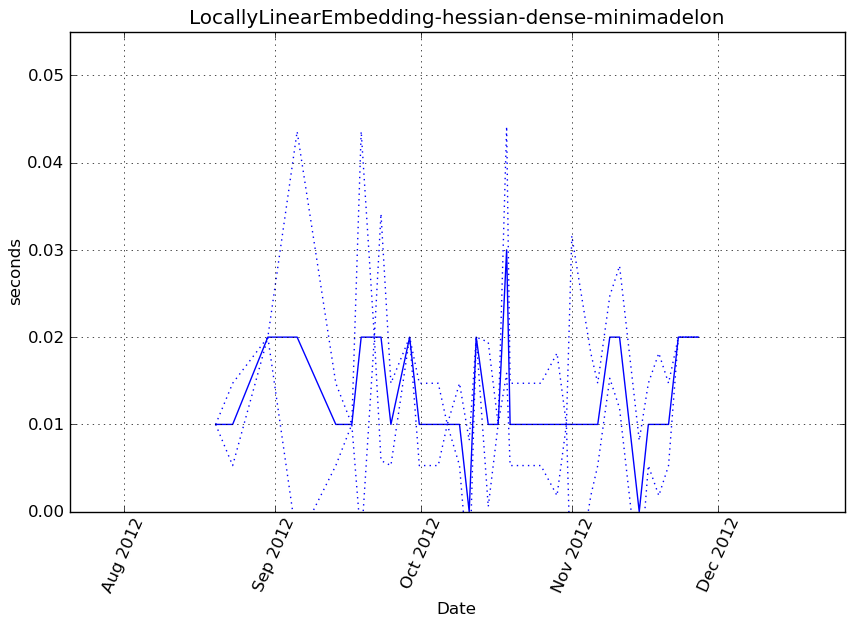 LocallyLinearEmbedding-hessian-dense-minimadelon
0.05
0.04
0.03
0.02
0.01
0.00
seconds
Aug 2012
Sep 2012
Oct 2012
Nov 2012
Dec 2012
Date